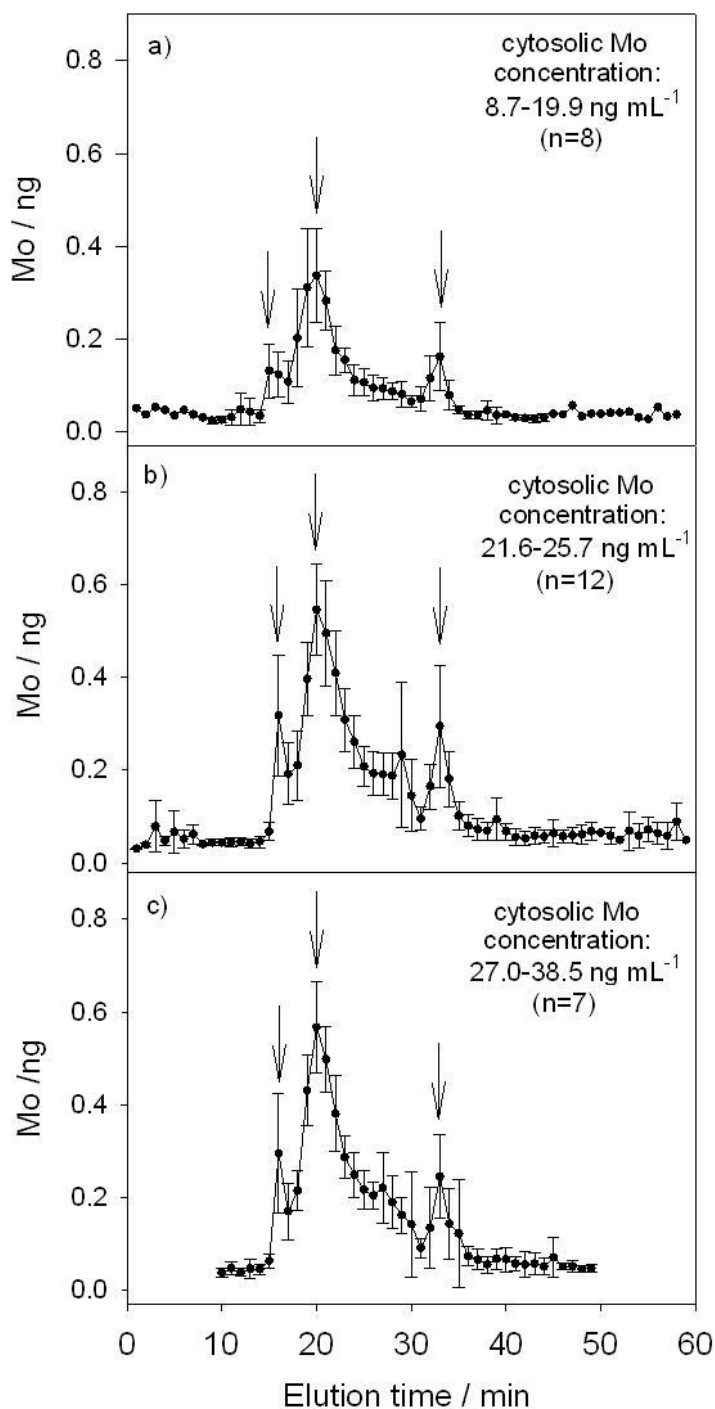 a)
cytosolic Mo
concentration:
8.7-19.9 ng mL⁻¹
(n=8)
0.8
0.6
0.4
0.2
0.0
Mo / ng
b)
cytosolic Mo
concentration:
21.6-25.7 ng mL⁻¹
(n=12)
0.8
0.6
0.4
0.2
0.0
Mo / ng
c)
cytosolic Mo
concentration:
27.0-38.5 ng mL⁻¹
(n=7)
0.8
0.6
0.4
0.2
0.0
Mo /ng
0 10 20 30 40 50 60
Elution time / min